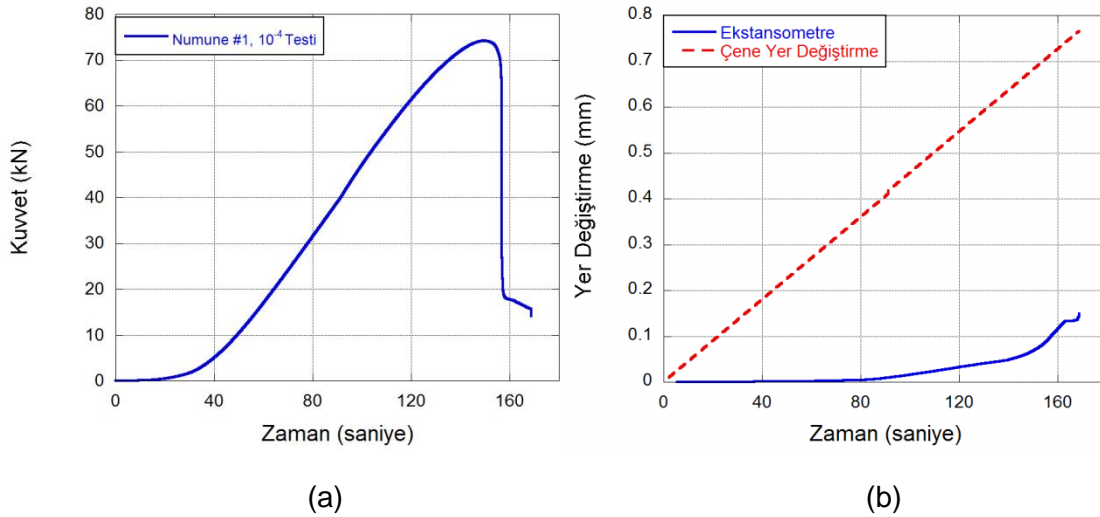 Numune #1, 10⁻⁴ Testi
Kuvvet (kN)
80
70
60
50
40
30
20
10
0
0 40 80 120 160
Zaman (saniye)
(a)
Ekstansometre
Çene Yer Değiştirme
Yer Değiştirme (mm)
0.8
0.7
0.6
0.5
0.4
0.3
0.2
0.1
0
0 40 80 120 160
Zaman (saniye)
(b)